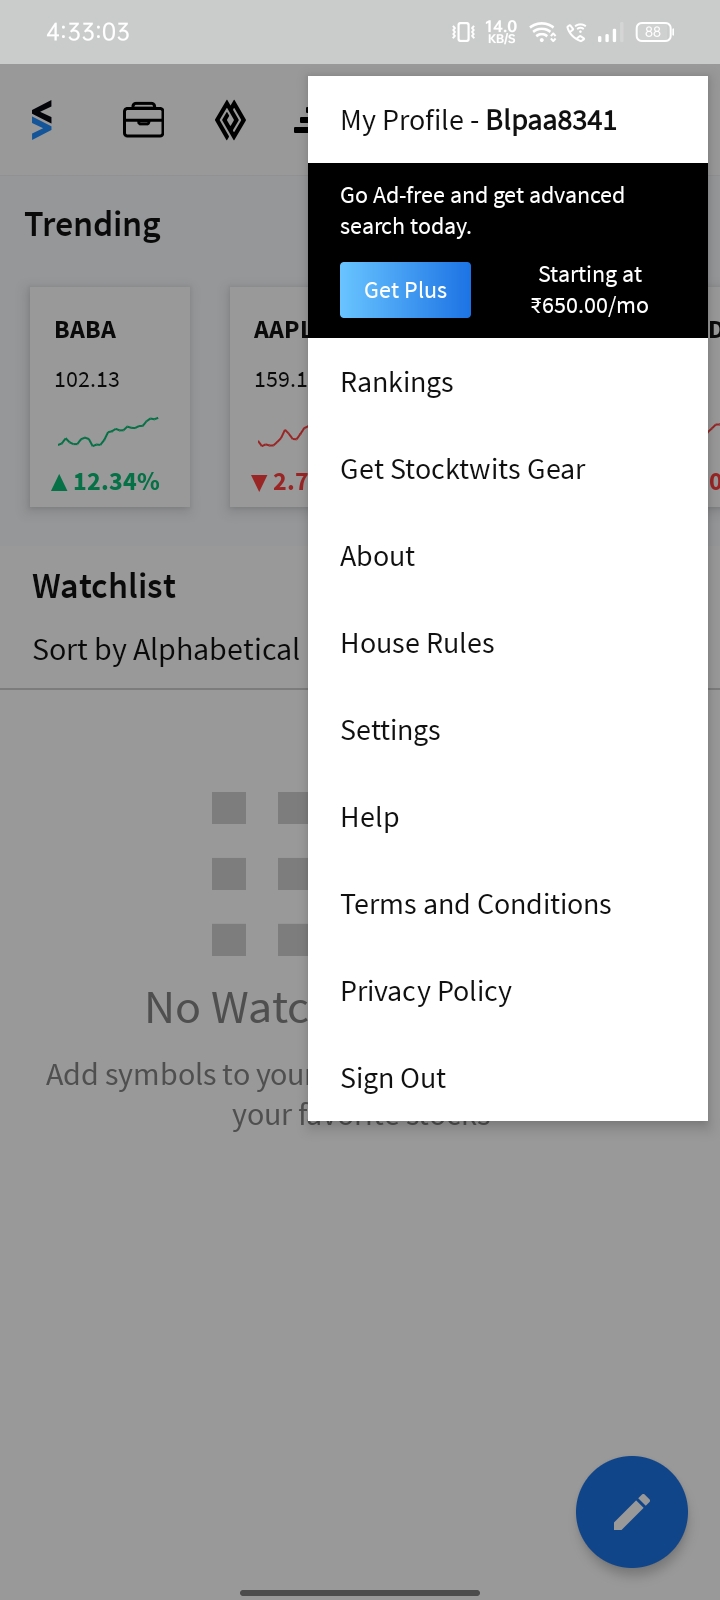 4:33:03
14.0
KB/S
88
My Profile - Blpaa8341
Go Ad-free and get advanced
search today.
Get Plus
Starting at
₹650.00/mo
Trending
BABA
102.13
▲12.34%
AAPL
159.1
▼2.7
Rankings
Get Stocktwits Gear
About
House Rules
Settings
Help
Terms and Conditions
Privacy Policy
Sign Out
Watchlist
Sort by Alphabetical
No Watc
Add symbols to your
your favorite stocks